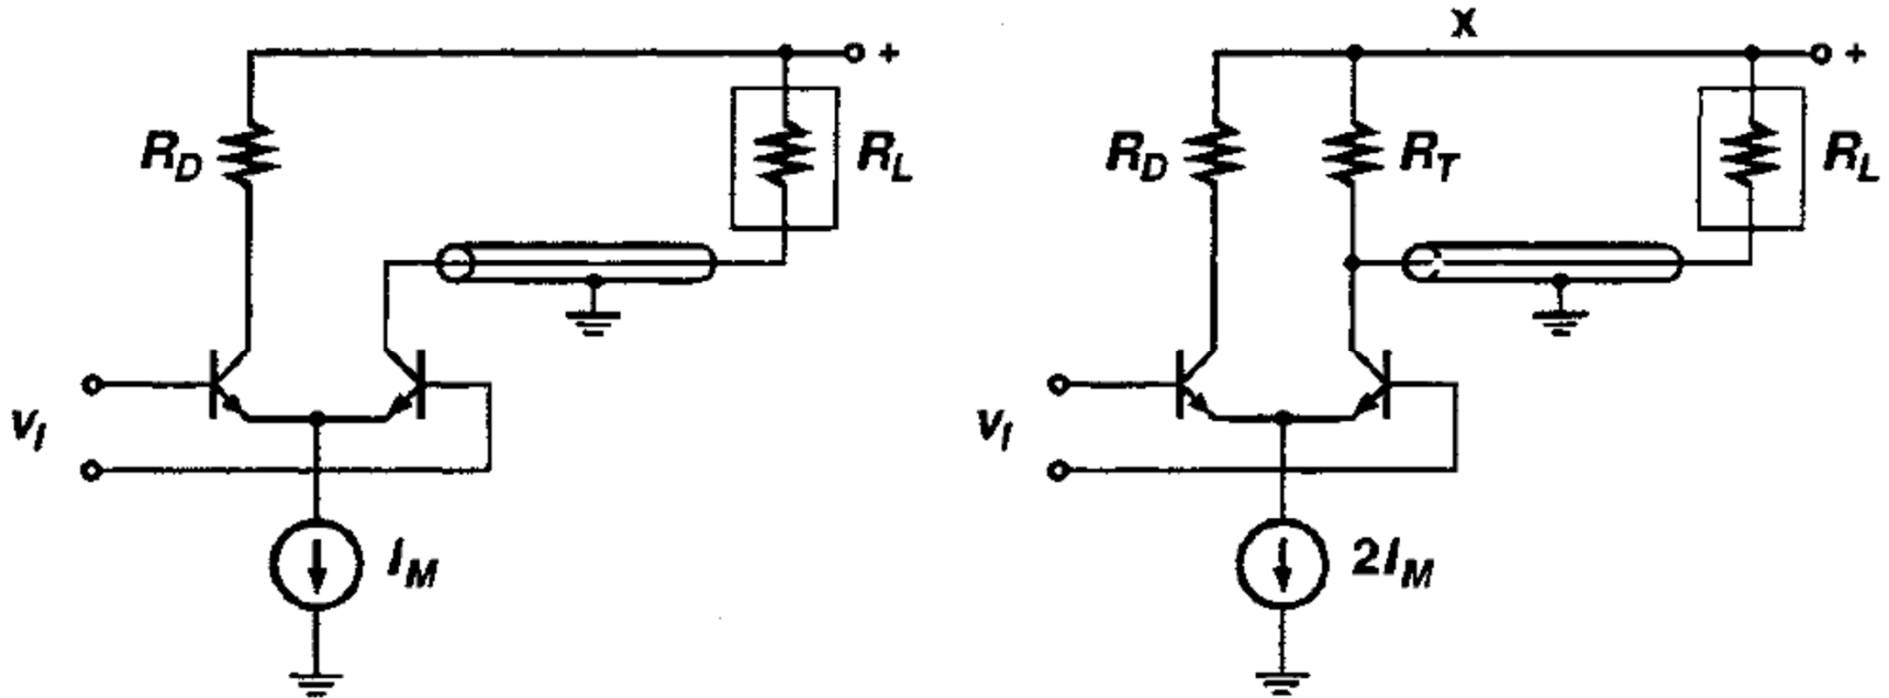 X
+
+
R_D
R_L
R_D
R_T
R_L
v_I
v_I
I_M
2I_M